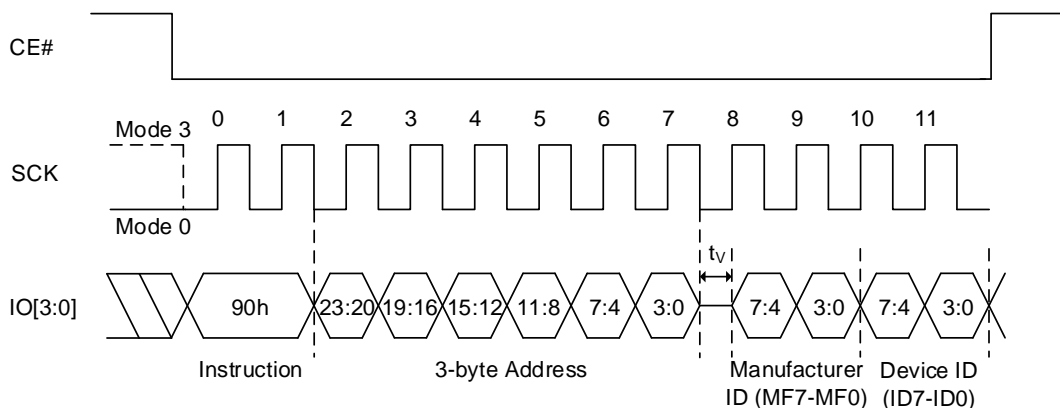 CE#
0 1 2 3 4 5 6 7 8 9 10 11
Mode 3
SCK
Mode 0
tV
IO[3:0] 90h 23:20 19:16 15:12 11:8 7:4 3:0 7:4 3:0 7:4 3:0
Instruction 3-byte Address Manufacturer Device ID
ID (MF7-MF0) (ID7-ID0)